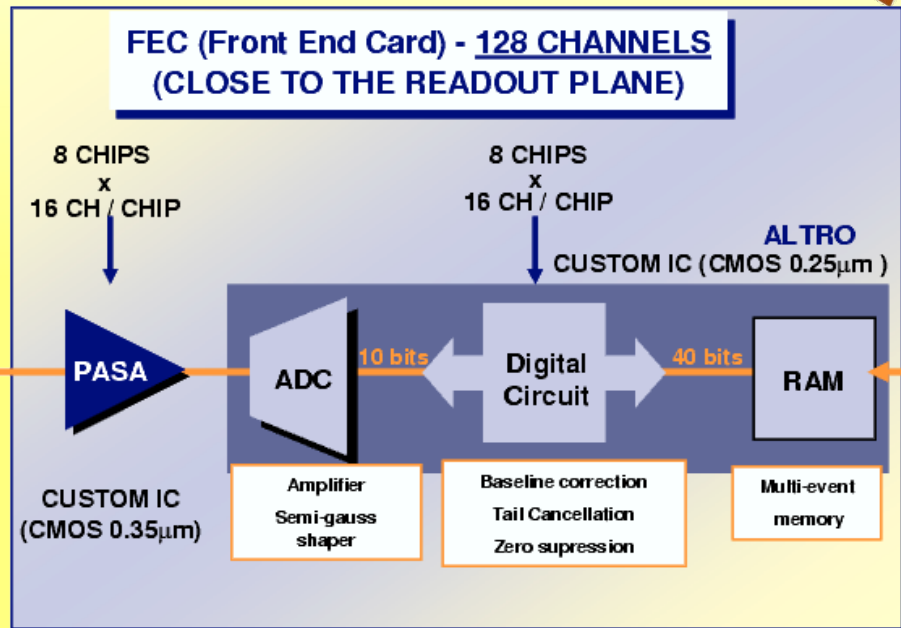 FEC (Front End Card) - 128 CHANNELS
(CLOSE TO THE READOUT PLANE)
8 CHIPS
x
16 CH / CHIP
8 CHIPS
x
16 CH / CHIP
ALTRO
CUSTOM IC (CMOS 0.25μm )
PASA
ADC
10 bits
Digital
Circuit
40 bits
RAM
CUSTOM IC
(CMOS 0.35μm)
Amplifier
Semi-gauss
shaper
Baseline correction
Tail Cancellation
Zero supression
Multi-event
memory